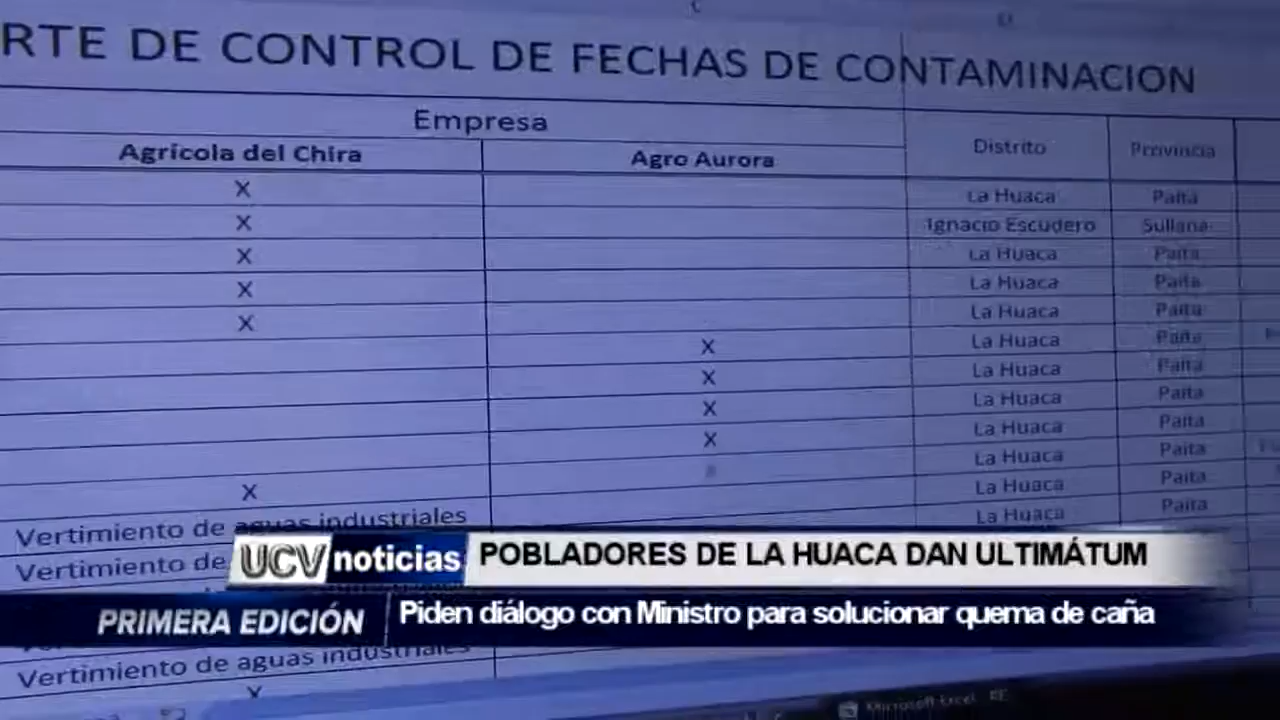 RTE DE CONTROL DE FECHAS DE CONTAMINACION
Empresa
Distrito
Provincia
Agrícola del Chira
Agro Aurora
X
La Huaca
Paita
X
Ignacio Escudero
Sullana
X
La Huaca
Paita
X
La Huaca
Paita
X
La Huaca
Paita
X
La Huaca
Paita
X
La Huaca
Paita
X
La Huaca
Paita
X
La Huaca
Paita
La Huaca
Paita
X
La Huaca
Paita
Vertimiento de aguas industriales
La Huaca
Paita
Vertimiento de
UCV noticias
POBLADORES DE LA HUACA DAN ULTIMÁTUM
PRIMERA EDICIÓN
Piden diálogo con Ministro para solucionar quema de caña
Vertimiento de aguas industriales
X
Microsoft Excel